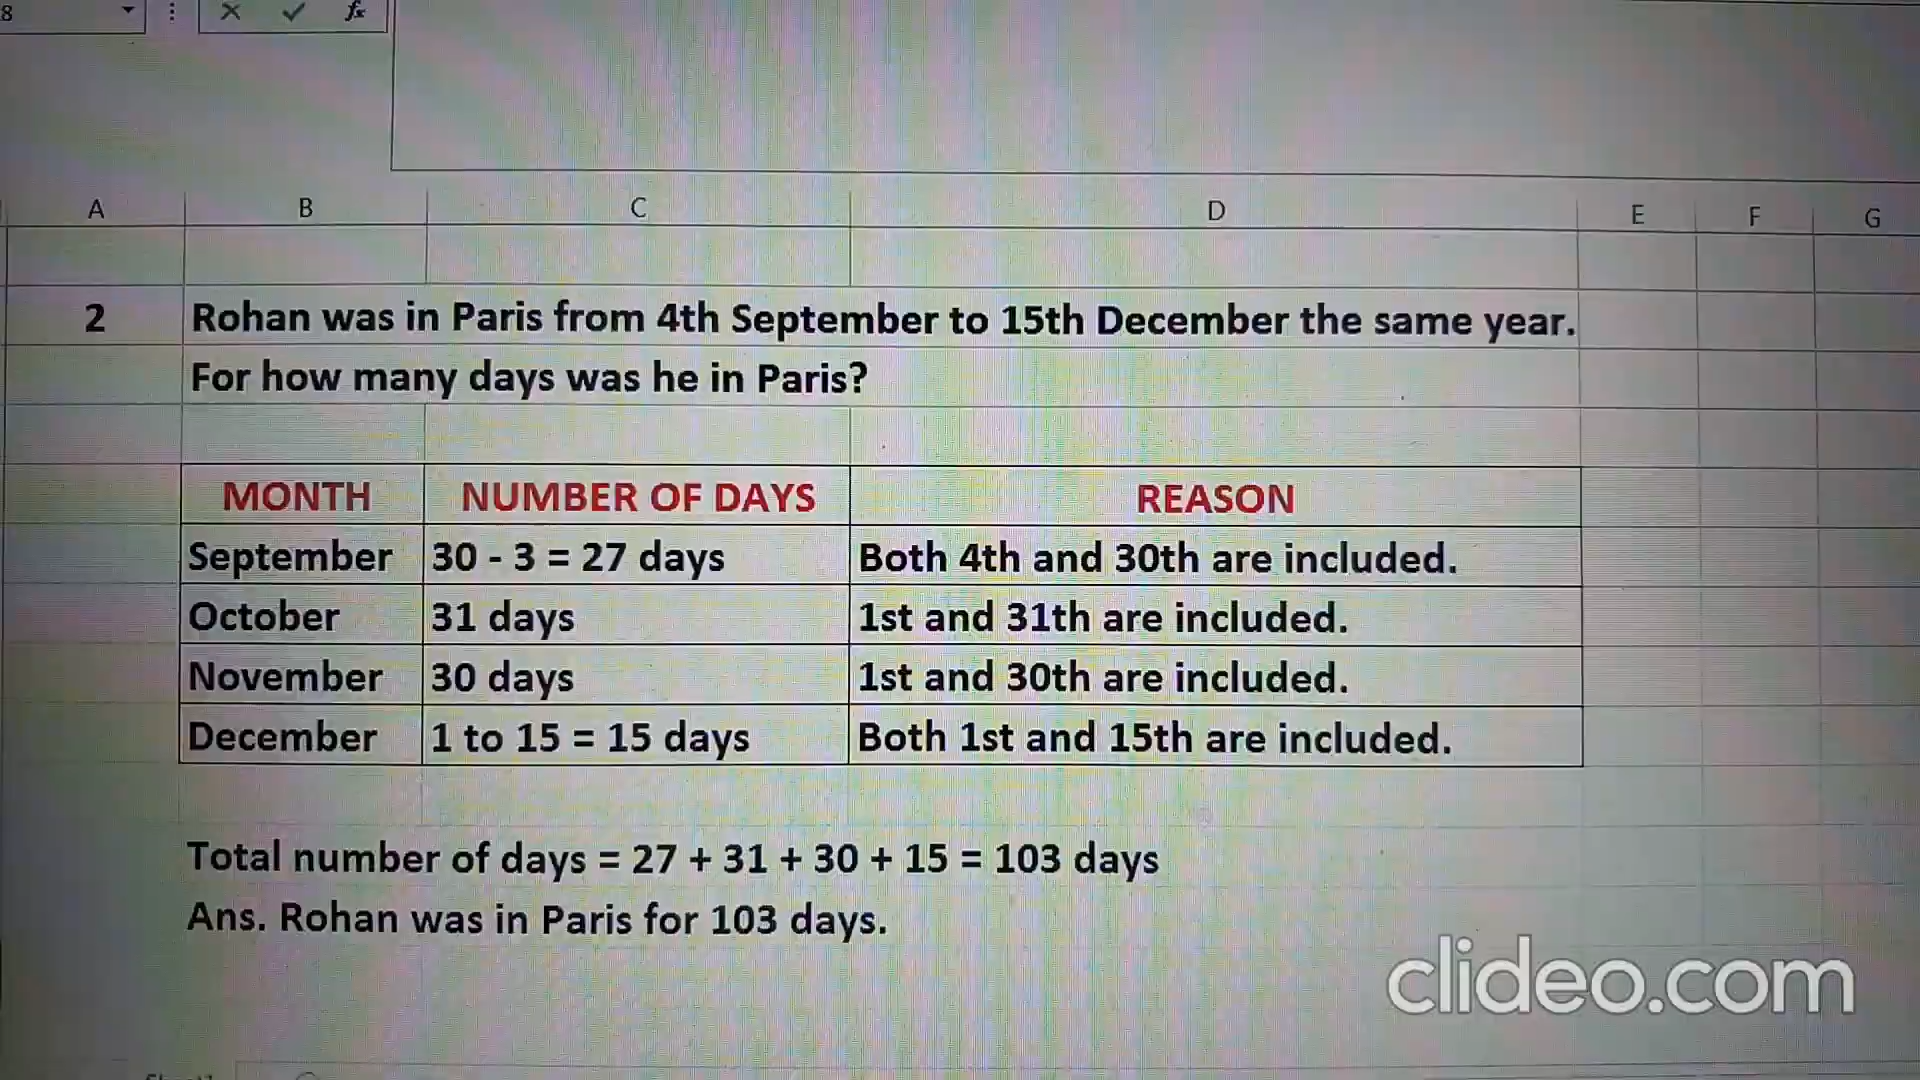 8
fx
A B C D E F G
2 Rohan was in Paris from 4th September to 15th December the same year.
For how many days was he in Paris?
MONTH NUMBER OF DAYS REASON
September 30 - 3 = 27 days Both 4th and 30th are included.
October 31 days 1st and 31th are included.
November 30 days 1st and 30th are included.
December 1 to 15 = 15 days Both 1st and 15th are included.
Total number of days = 27 + 31 + 30 + 15 = 103 days
Ans. Rohan was in Paris for 103 days.
clideo.com